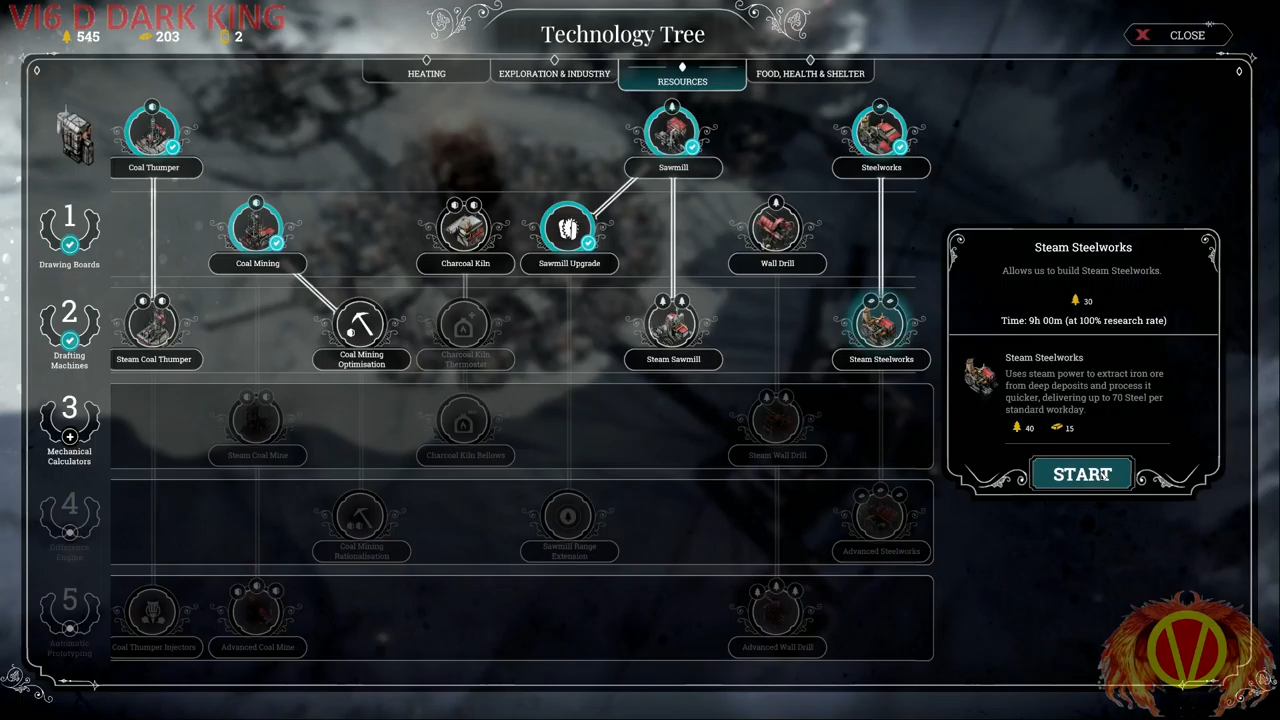 VI6 D DARK KING
545
203
2
Technology Tree
CLOSE
HEATING
EXPLORATION & INDUSTRY
RESOURCES
FOOD, HEALTH & SHELTER
Coal Thumper
Sawmill
Steelworks
1
Drawing Boards
Coal Mining
Charcoal Kiln
Sawmill Upgrade
Wall Drill
2
Drafting
Machines
Steam Coal Thumper
Coal Mining
Optimisation
Charcoal Kiln
Thermostat
Steam Sawmill
Steam Steelworks
3
Mechanical
Calculators
Steam Coal Mine
Charcoal Kiln Bellows
Steam Wall Drill
4
Difference
Engine
Coal Mining
Rationalisation
Sawmill Range
Extension
Advanced Steelworks
5
Automatic
Prototyping
Coal Thumper Injectors
Advanced Coal Mine
Advanced Wall Drill
Steam Steelworks
Allows us to build Steam Steelworks.
30
Time: 9h 00m (at 100% research rate)
Steam Steelworks
Uses steam power to extract iron ore
from deep deposits and process it
quicker, delivering up to 70 Steel per
standard workday.
40
15
START
V